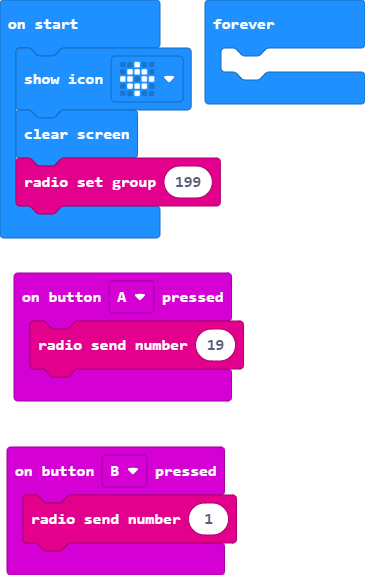 on start
forever
show icon
clear screen
radio set group 199
on button A pressed
radio send number 19
on button B pressed
radio send number 1